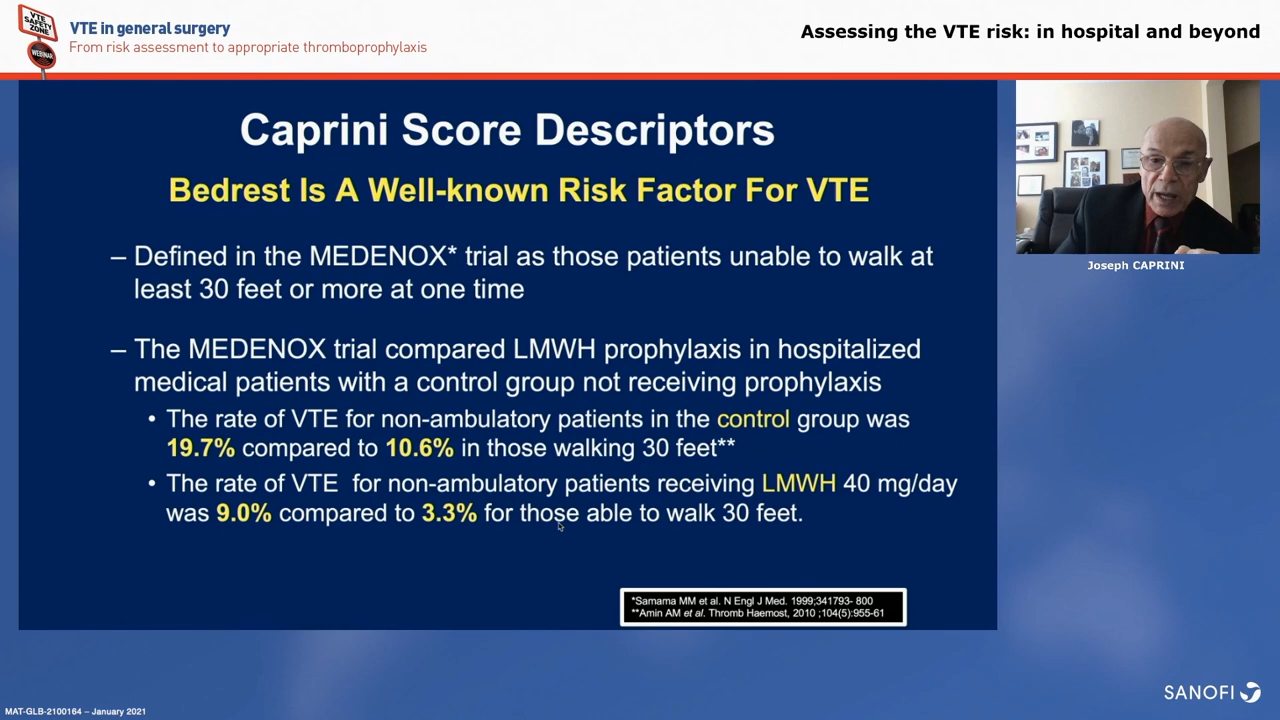 VTE SAFETY ZONE
WEBINAR
VTE in general surgery
From risk assessment to appropriate thromboprophylaxis
Assessing the VTE risk: in hospital and beyond
Caprini Score Descriptors
Bedrest Is A Well-known Risk Factor For VTE
– Defined in the MEDENOX* trial as those patients unable to walk at
least 30 feet or more at one time
– The MEDENOX trial compared LMWH prophylaxis in hospitalized
medical patients with a control group not receiving prophylaxis
• The rate of VTE for non-ambulatory patients in the control group was
19.7% compared to 10.6% in those walking 30 feet**
• The rate of VTE for non-ambulatory patients receiving LMWH 40 mg/day
was 9.0% compared to 3.3% for those able to walk 30 feet.
*Samama MM et al. N Engl J Med. 1999;341793- 800
**Amin AM et al. Thromb Haemost, 2010 ;104(5):955-61
Joseph CAPRINI
SANOFI
MAT-GLB-2100164 – January 2021